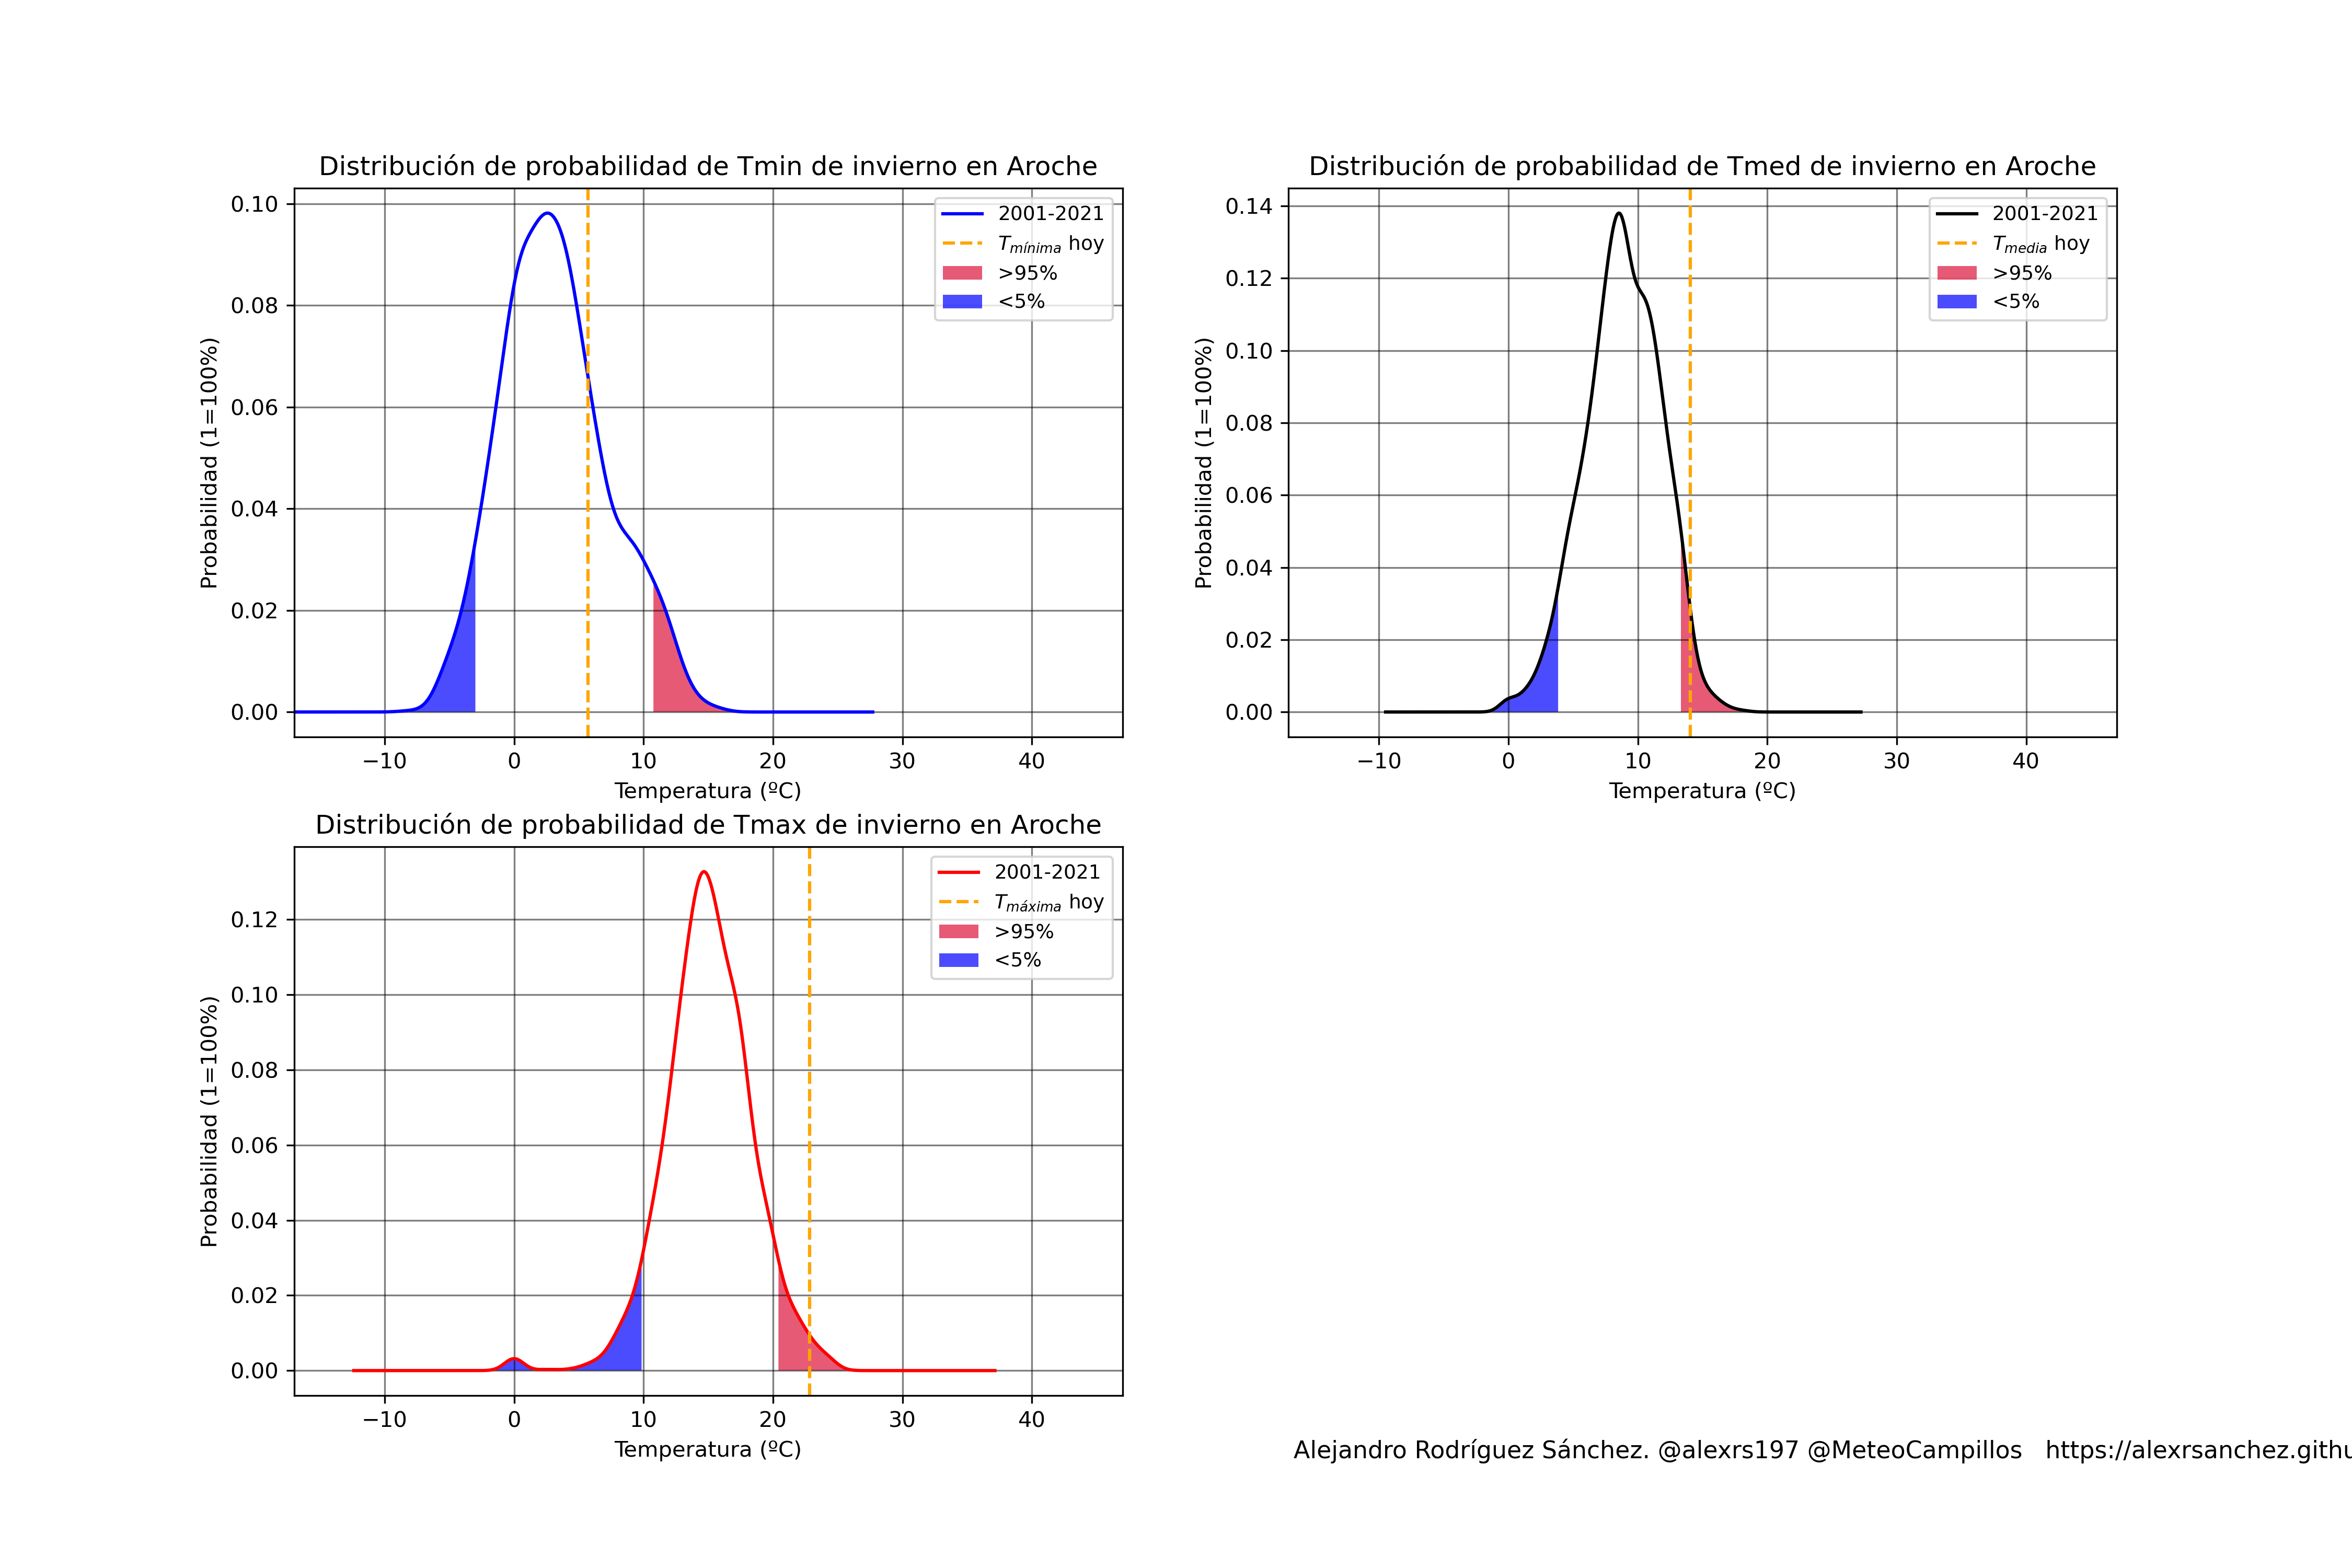 Distribución de probabilidad de Tmin de invierno en Aroche
Probabilidad (1=100%)
0.10
0.08
0.06
0.04
0.02
0.00
2001-2021
Tmínima hoy
>95%
<5%
−10 0 10 20 30 40
Temperatura (ºC)
Distribución de probabilidad de Tmed de invierno en Aroche
Probabilidad (1=100%)
0.14
0.12
0.10
0.08
0.06
0.04
0.02
0.00
2001-2021
Tmedia hoy
>95%
<5%
−10 0 10 20 30 40
Temperatura (ºC)
Distribución de probabilidad de Tmax de invierno en Aroche
Probabilidad (1=100%)
0.12
0.10
0.08
0.06
0.04
0.02
0.00
2001-2021
Tmáxima hoy
>95%
<5%
−10 0 10 20 30 40
Temperatura (ºC)
Alejandro Rodríguez Sánchez. @alexrs197 @MeteoCampillos https://alexrsanchez.githu